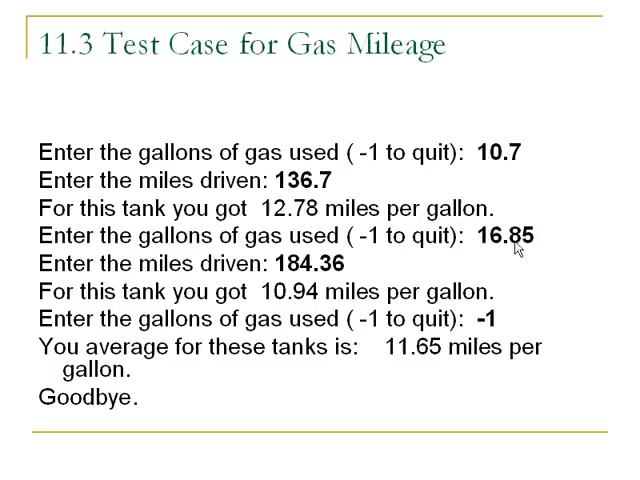 11.3 Test Case for Gas Mileage
Enter the gallons of gas used ( -1 to quit):  10.7
Enter the miles driven: 136.7
For this tank you got  12.78 miles per gallon.
Enter the gallons of gas used ( -1 to quit):  16.85
Enter the miles driven: 184.36
For this tank you got  10.94 miles per gallon.
Enter the gallons of gas used ( -1 to quit):  -1
You average for these tanks is:    11.65 miles per
gallon.
Goodbye.